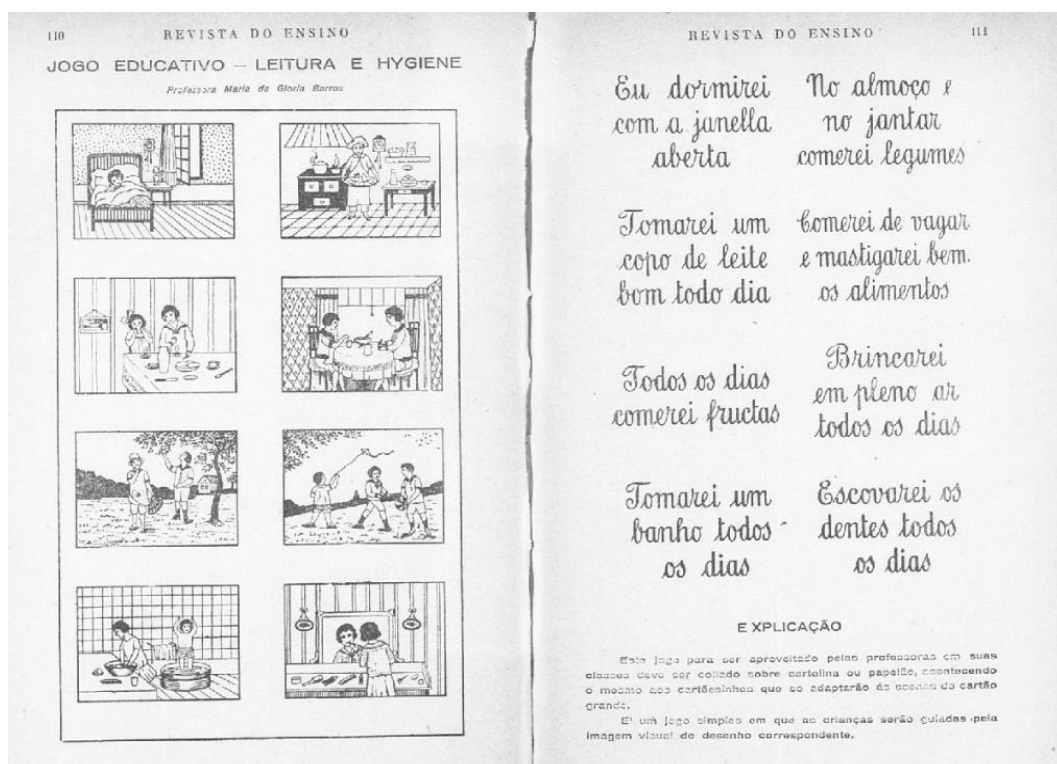 110 REVISTA DO ENSINO
JOGO EDUCATIVO — LEITURA E HYGIENE
Professora Maria da Gloria Barros
REVISTA DO ENSINO 111
Eu dormirei
com a janella
aberta
No almoço e
no jantar
comerei legumes
Tomarei um
copo de leite
bom todo dia
Comerei de vagar
e mastigarei bem.
os alimentos
Todos os dias
comerei fructas
Brincarei
em pleno ar
todos os dias
Tomarei um
banho todos
os dias
Escovarei os
dentes todos
os dias
EXPLICAÇÃO
Este jogo para ser aproveitado pelas professoras em suas
classes deve ser collado sobre cartolina ou papelão, acontecendo
o mesmo aos cartõesinhos que se adaptarão ás scenas do cartão
grande.
E' um jogo simples em que as crianças serão guiadas pela
imagem visual do desenho correspondente.